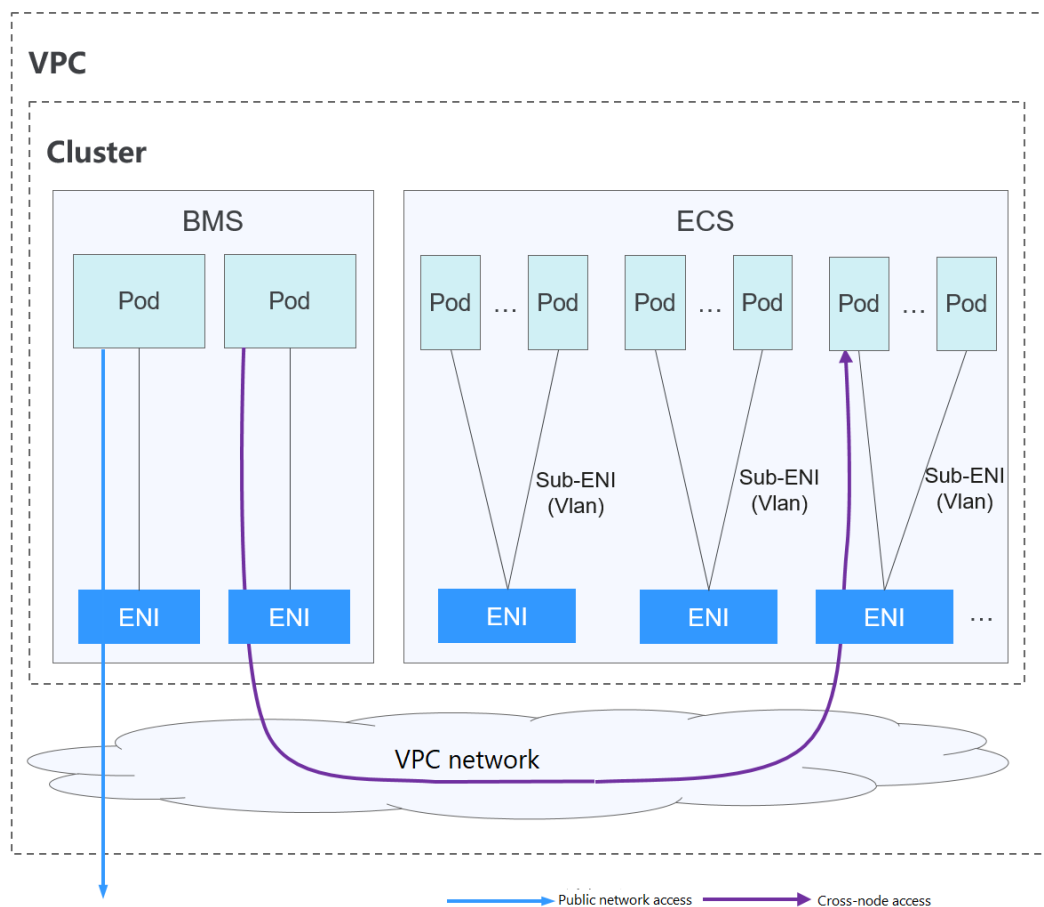 VPC
Cluster
BMS
ECS
Pod
Pod
Pod
...
Pod
Pod
...
Pod
Pod
...
Pod
Sub-ENI
(Vlan)
Sub-ENI
(Vlan)
Sub-ENI
(Vlan)
ENI
ENI
ENI
ENI
ENI
...
VPC network
Public network access
Cross-node access